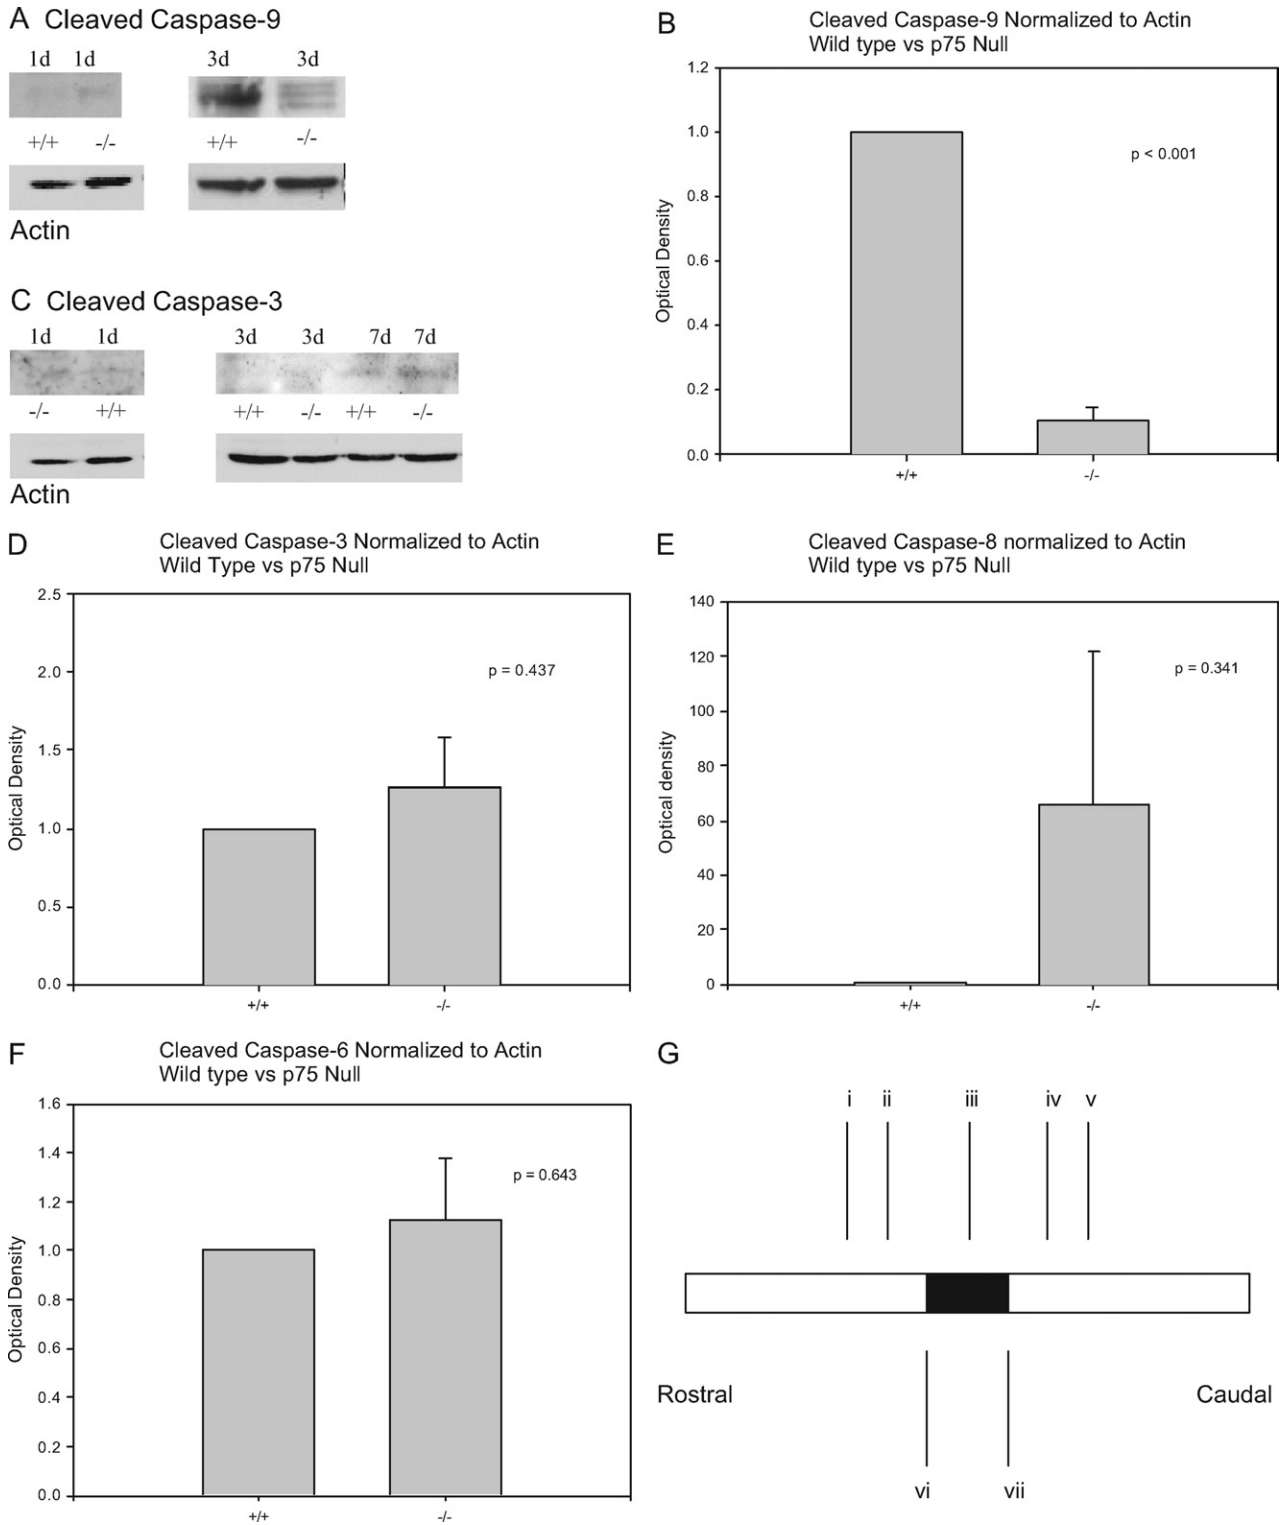 A Cleaved Caspase-9
1d 1d 3d 3d
+/+ -/- +/+ -/-
Actin
B Cleaved Caspase-9 Normalized to Actin
Wild type vs p75 Null
1.2
1.0
0.8
0.6
0.4
0.2
0.0
Optical Density
p < 0.001
+/+ -/-
C Cleaved Caspase-3
1d 1d 3d 3d 7d 7d
-/- +/+ +/+ -/- +/+ -/-
Actin
D Cleaved Caspase-3 Normalized to Actin
Wild Type vs p75 Null
2.5
2.0
1.5
1.0
0.5
0.0
Optical Density
p = 0.437
+/+ -/-
E Cleaved Caspase-8 normalized to Actin
Wild type vs p75 Null
140
120
100
80
60
40
20
0
Optical density
p = 0.341
+/+ -/-
F Cleaved Caspase-6 Normalized to Actin
Wild type vs p75 Null
1.6
1.4
1.2
1.0
0.8
0.6
0.4
0.2
0.0
Optical Density
p = 0.643
+/+ -/-
G
i ii iii iv v
Rostral Caudal
vi vii